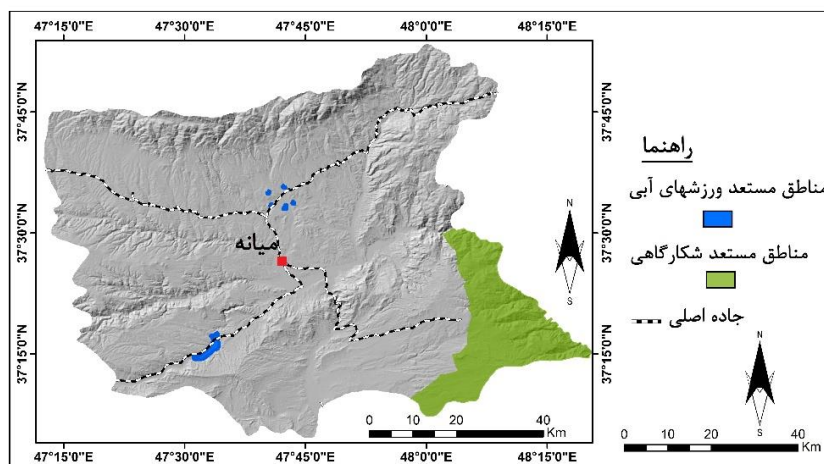 47°15'0"E 47°30'0"E 47°45'0"E 48°0'0"E 48°15'0"E
37°45'0"N
37°30'0"N
37°15'0"N
میانه
N
S
0 20 40
Km
47°15'0"E 47°30'0"E 47°45'0"E 48°0'0"E 48°15'0"E
37°45'0"N
37°30'0"N
37°15'0"N
راهنما
مناطق مستعد ورزشهای آبی
مناطق مستعد شکارگاهی
جاده اصلی
N
S
0 20 40
Km